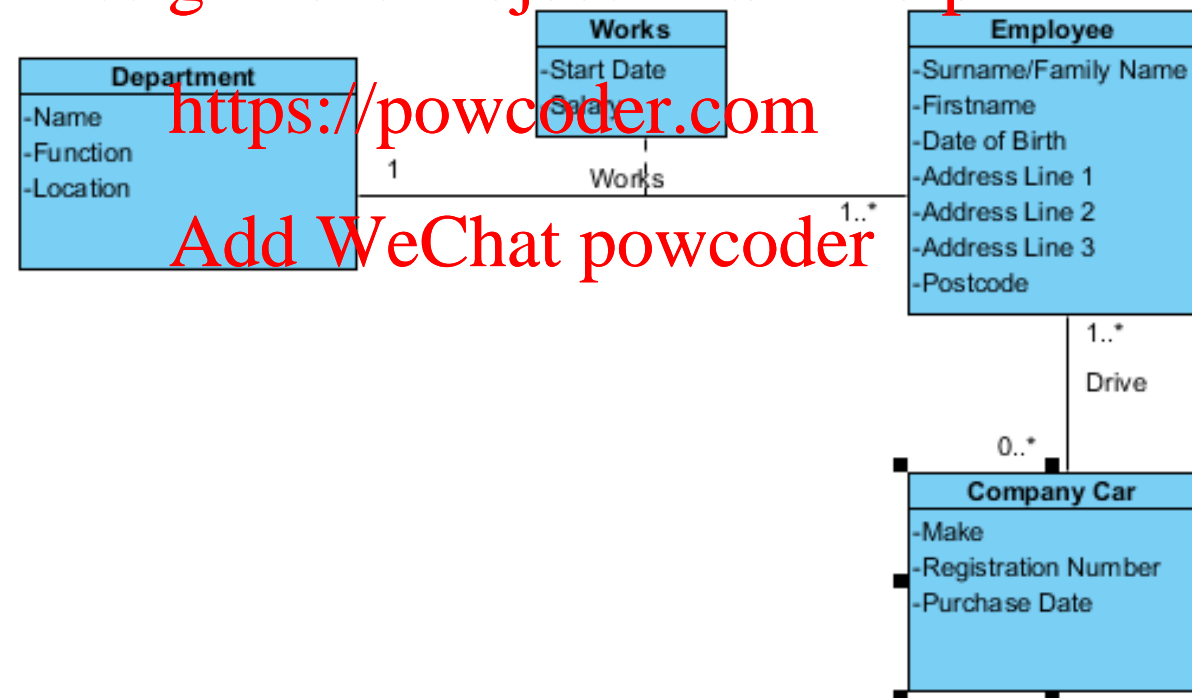 Works
Employee
-Start Date
-Salary
-Surname/Family Name
-Firstname
-Date of Birth
-Address Line 1
-Address Line 2
-Address Line 3
-Postcode
Department
-Name
-Function
-Location
https://powcoder.com
1
Works
1..*
Add WeChat powcoder
1..*
Drive
0..*
Company Car
-Make
-Registration Number
-Purchase Date